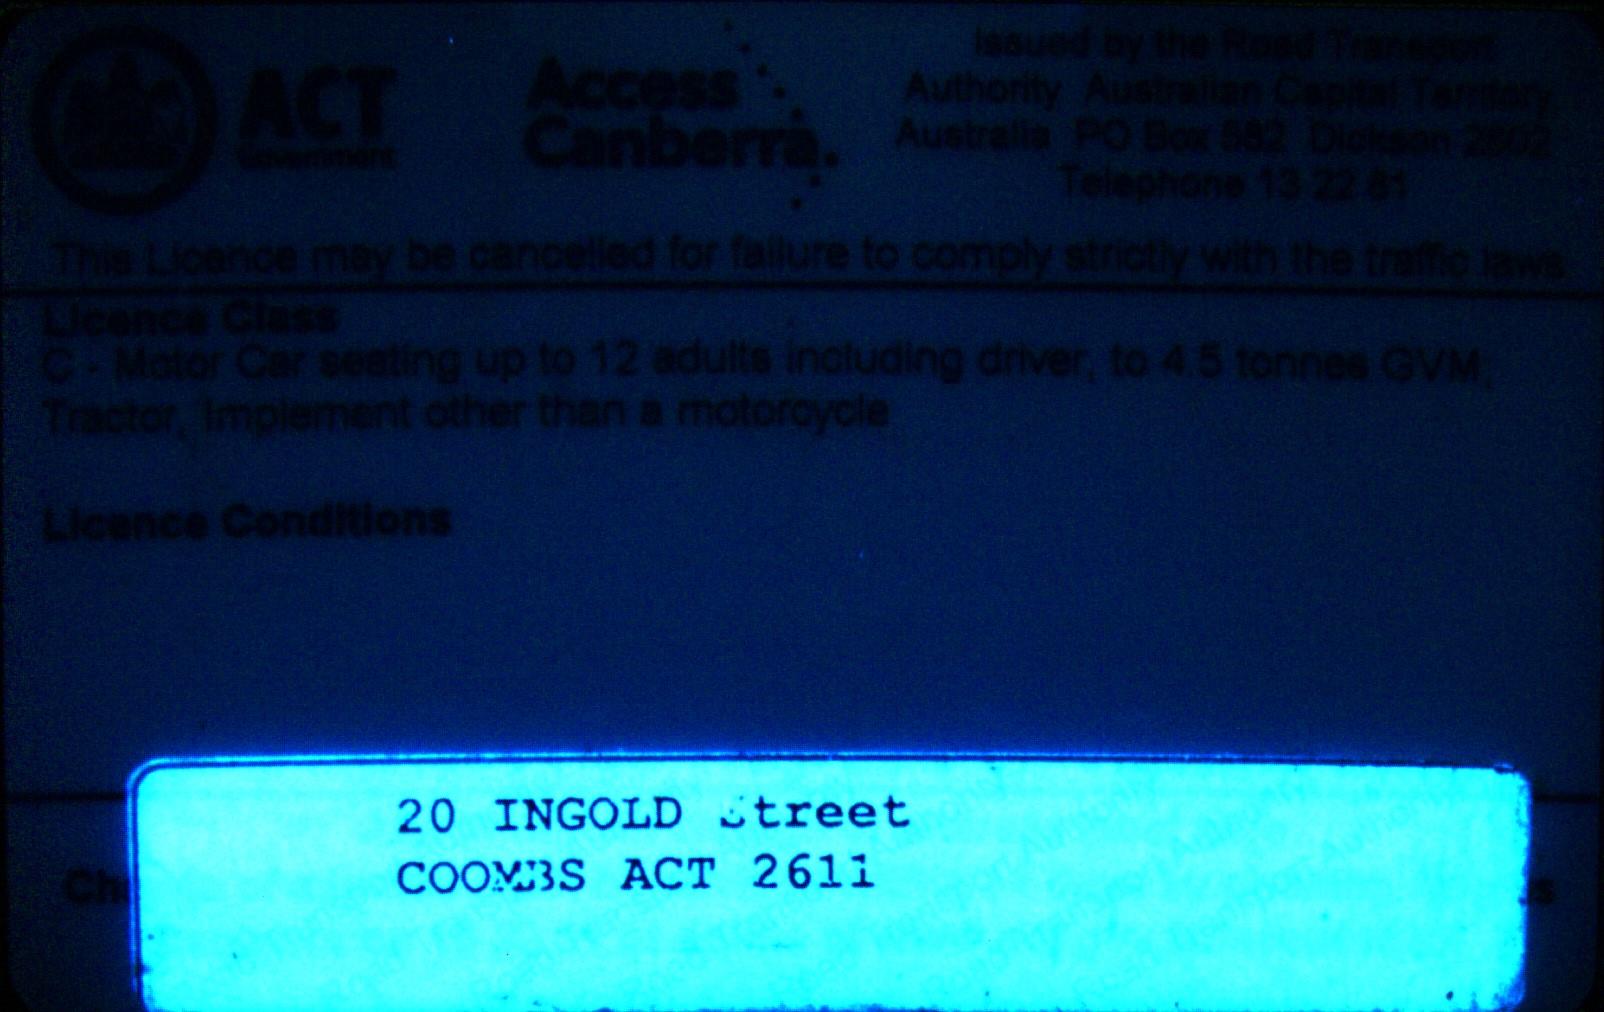 ACT
Government
Access
Canberra.
Issued by the Road Transport
Authority Australian Capital Territory
Australia PO Box 582 Dickson 2602
Telephone 13 22 81
This Licence may be cancelled for failure to comply strictly with the traffic laws
Licence Class
C - Motor Car seating up to 12 adults including driver, to 4.5 tonnes GVM,
Tractor, Implement other than a motorcycle
Licence Conditions
20 INGOLD Street
COOMBS ACT 2611